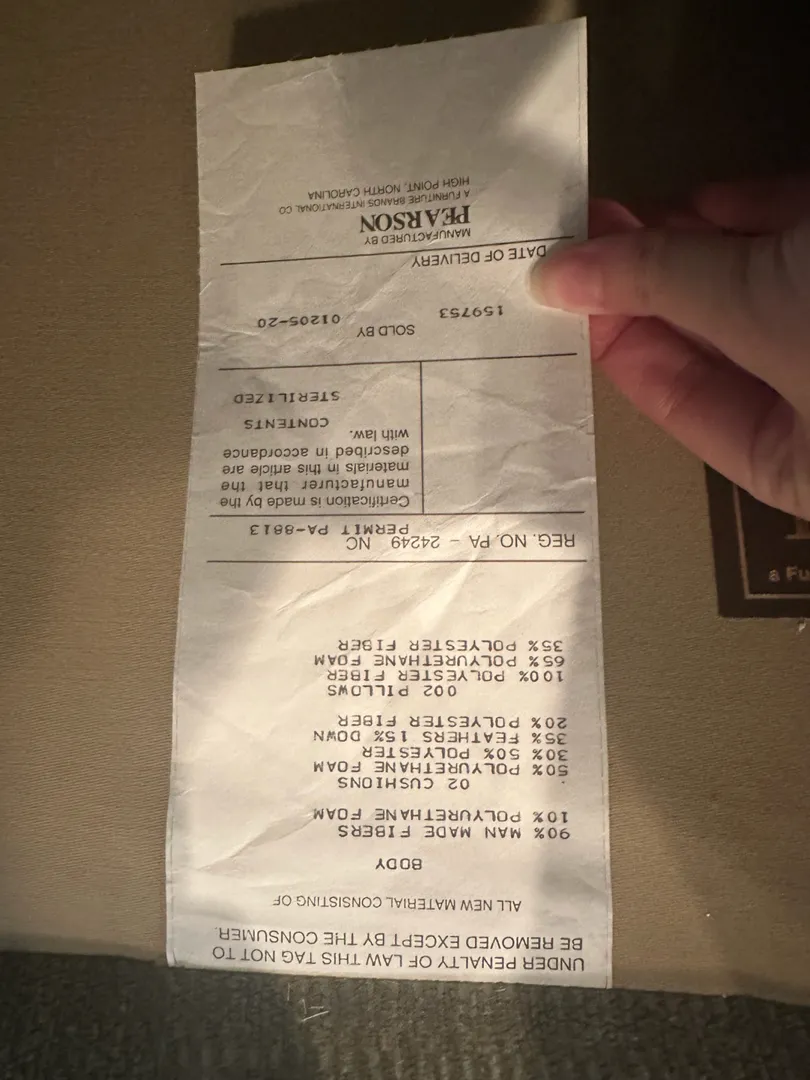 UNDER PENALTY OF LAW THIS TAG NOT TO
BE REMOVED EXCEPT BY THE CONSUMER.
ALL NEW MATERIAL CONSISTING OF
BODY
90% MAN MADE FIBERS
10% POLYURETHANE FOAM
02 CUSHIONS
50% POLYURETHANE FOAM
30% 50% POLYESTER
35% FEATHERS 15% DOWN
20% POLYESTER FIBER
002 PILLOWS
100% POLYESTER FIBER
65% POLYURETHANE FOAM
35% POLYESTER FIBER
REG. NO. PA - 24249 NC
PERMIT PA-8813
Certification is made by the
manufacturer that the
materials in this article are
described in accordance
with law.
CONTENTS
STERILIZED
SOLD BY
159753 01205-20
DATE OF DELIVERY
MANUFACTURED BY
PEARSON
A FURNITURE BRANDS INTERNATIONAL CO
HIGH POINT, NORTH CAROLINA
a Fu